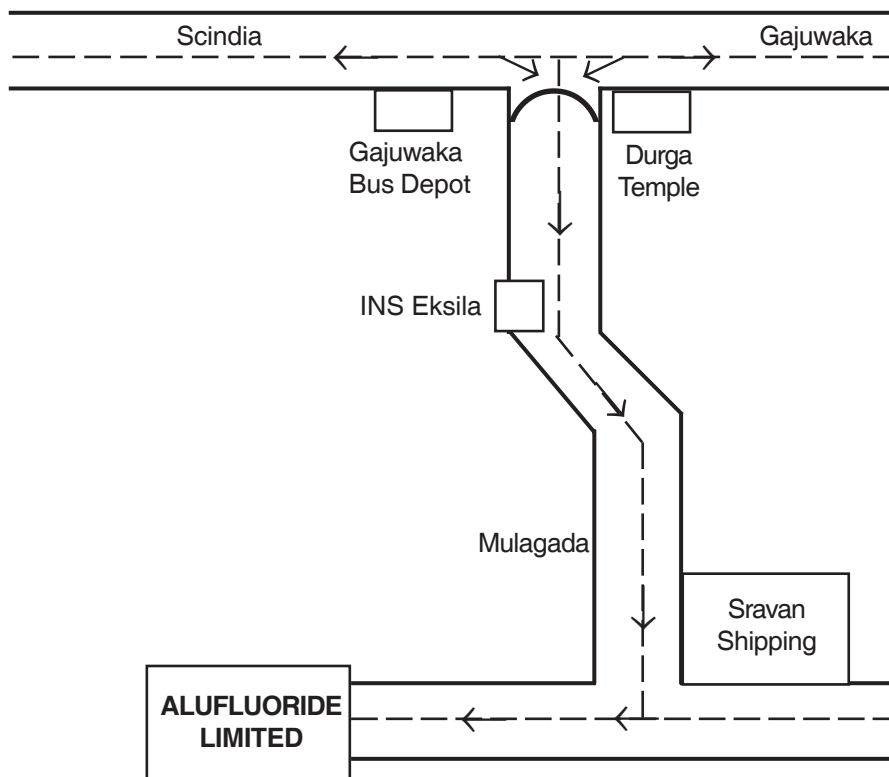 Scindia
Gajuwaka
Gajuwaka
Bus Depot
Durga
Temple
INS Eksila
Mulagada
Sravan
Shipping
ALUFLUORIDE
LIMITED